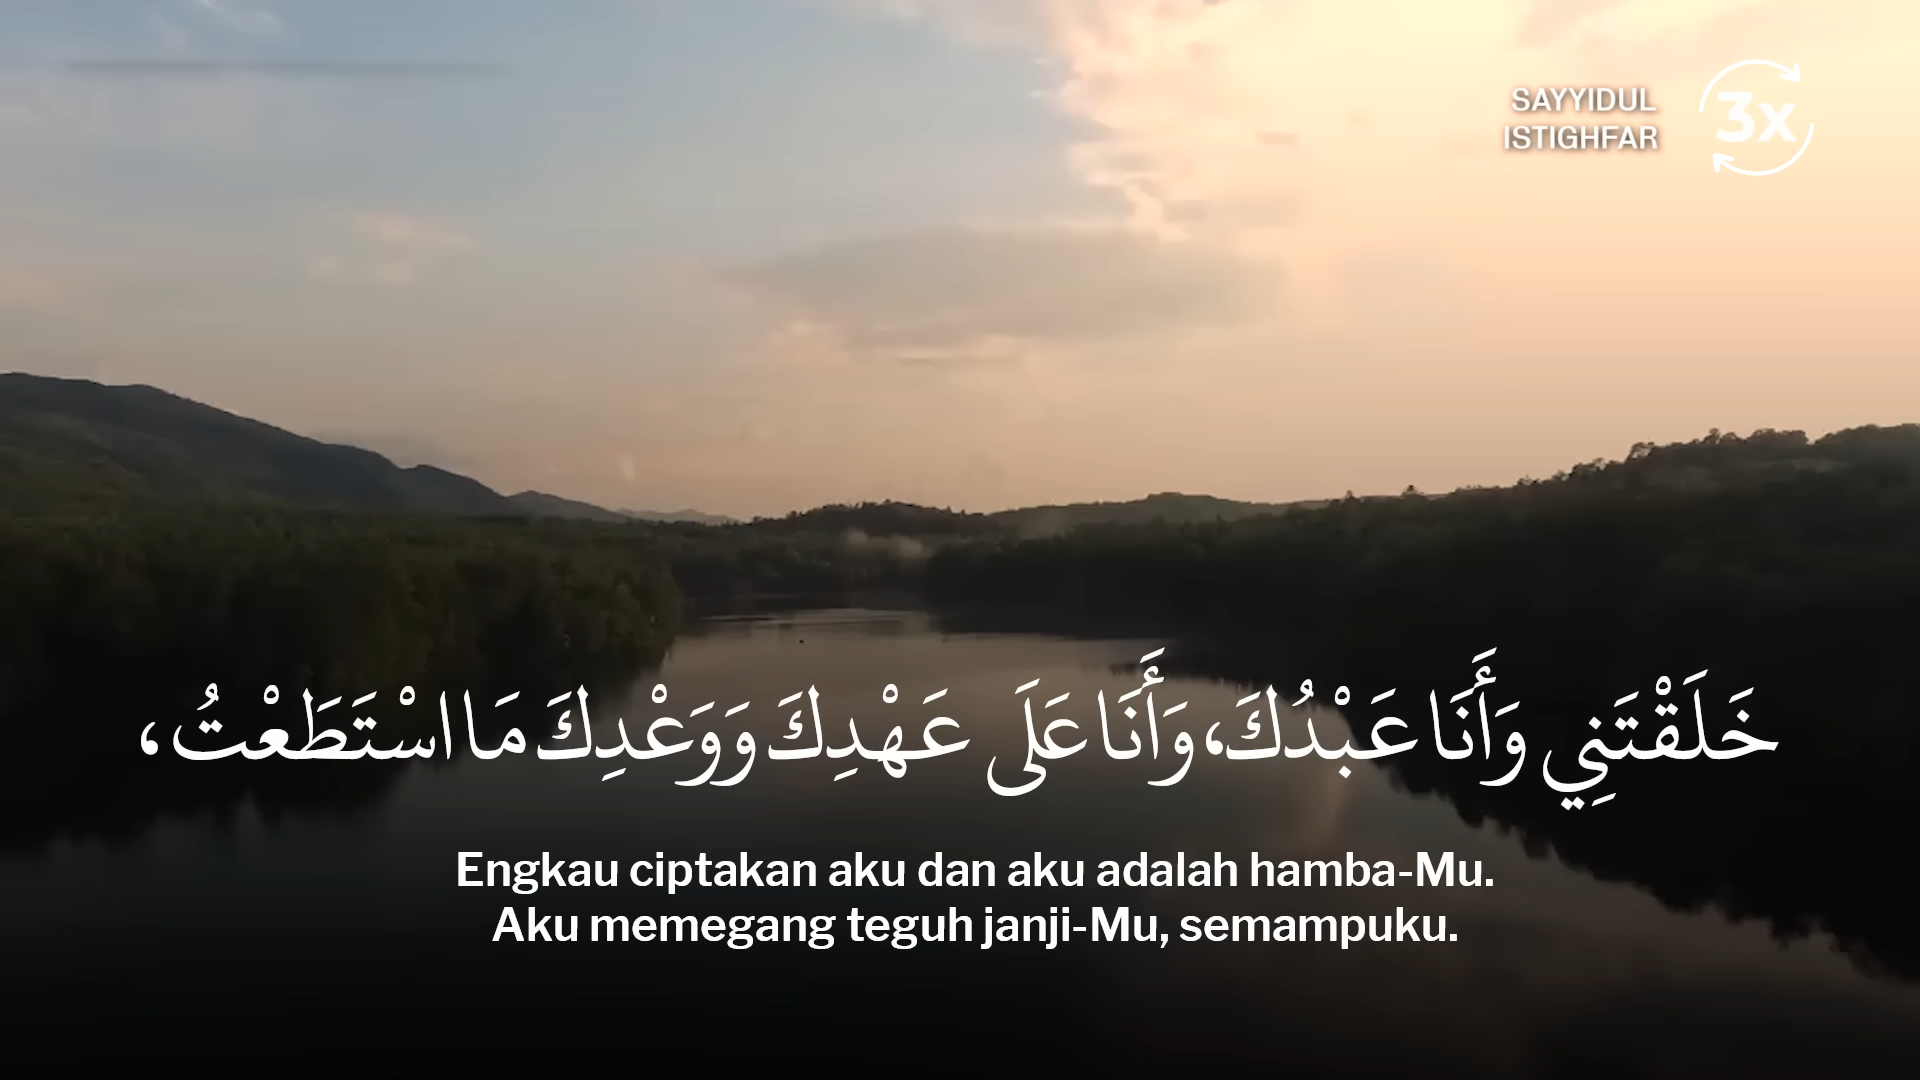 SAYYIDUL
ISTIGHFAR
3x
خَلَقْتَنِي وَأَنَا عَبْدُكَ، وَأَنَا عَلَى عَهْدِكَ وَوَعْدِكَ مَا اسْتَطَعْتُ،
Engkau ciptakan aku dan aku adalah hamba-Mu.
Aku memegang teguh janji-Mu, semampuku.